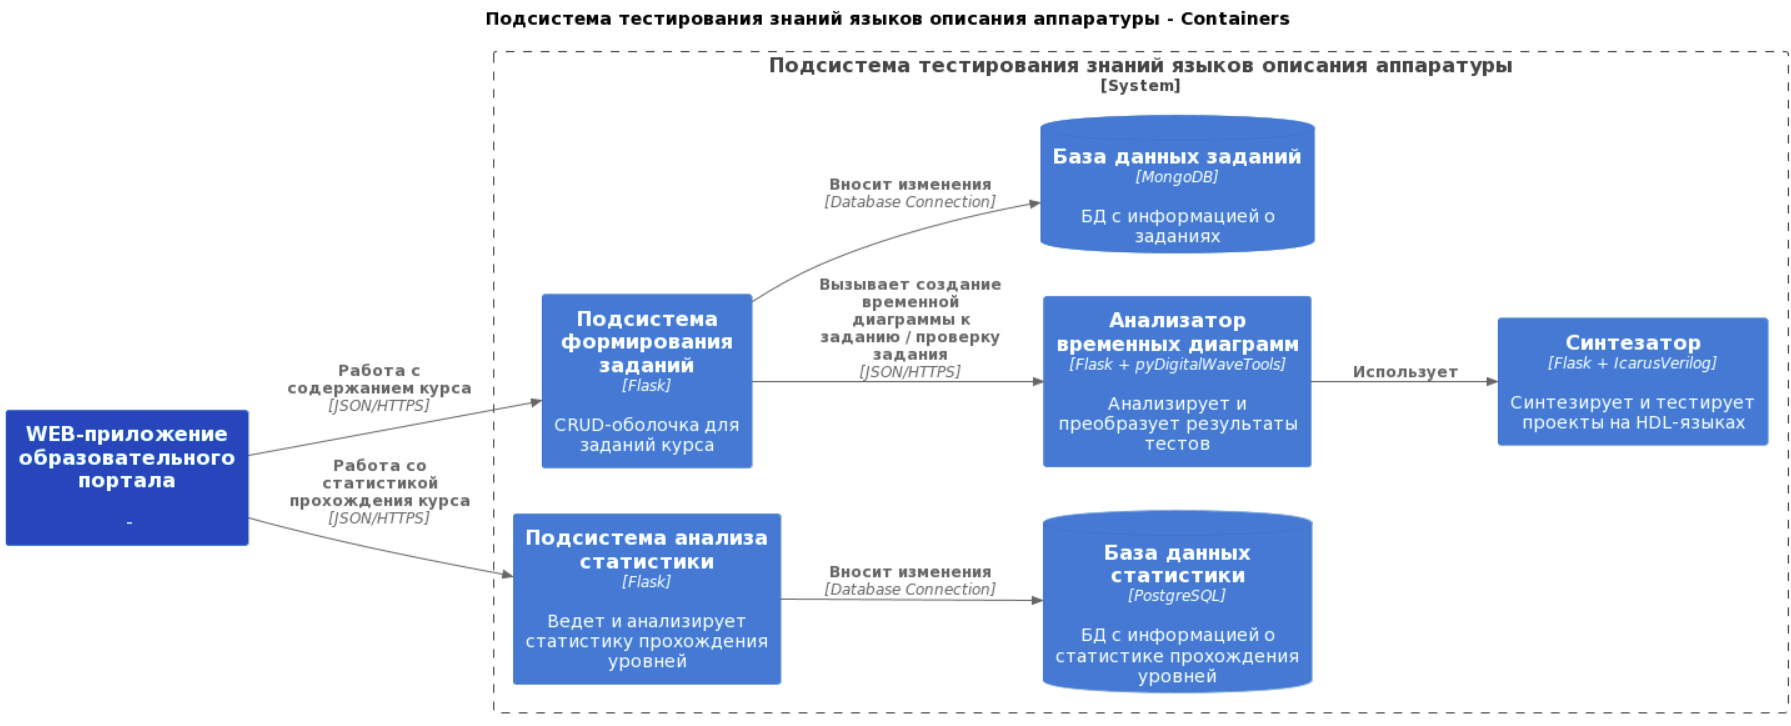 Подсистема тестирования знаний языков описания аппаратуры - Containers
Подсистема тестирования знаний языков описания аппаратуры
[System]
База данных заданий
[MongoDB]
БД с информацией о
заданиях
Вносит изменения
[Database Connection]
Вызывает создание
временной
диаграммы к
заданию / проверку
задания
[JSON/HTTPS]
Подсистема
формирования
заданий
[Flask]
CRUD-оболочка для
заданий курса
Анализатор
временных диаграмм
[Flask + pyDigitalWaveTools]
Анализирует и
преобразует результаты
тестов
Использует
Синтезатор
[Flask + IcarusVerilog]
Синтезирует и тестирует
проекты на HDL-языках
Работа с
содержанием курса
[JSON/HTTPS]
WEB-приложение
образовательного
портала
-
Работа со
статистикой
прохождения курса
[JSON/HTTPS]
Подсистема анализа
статистики
[Flask]
Ведет и анализирует
статистику прохождения
уровней
Вносит изменения
[Database Connection]
База данных
статистики
[PostgreSQL]
БД с информацией о
статистике прохождения
уровней